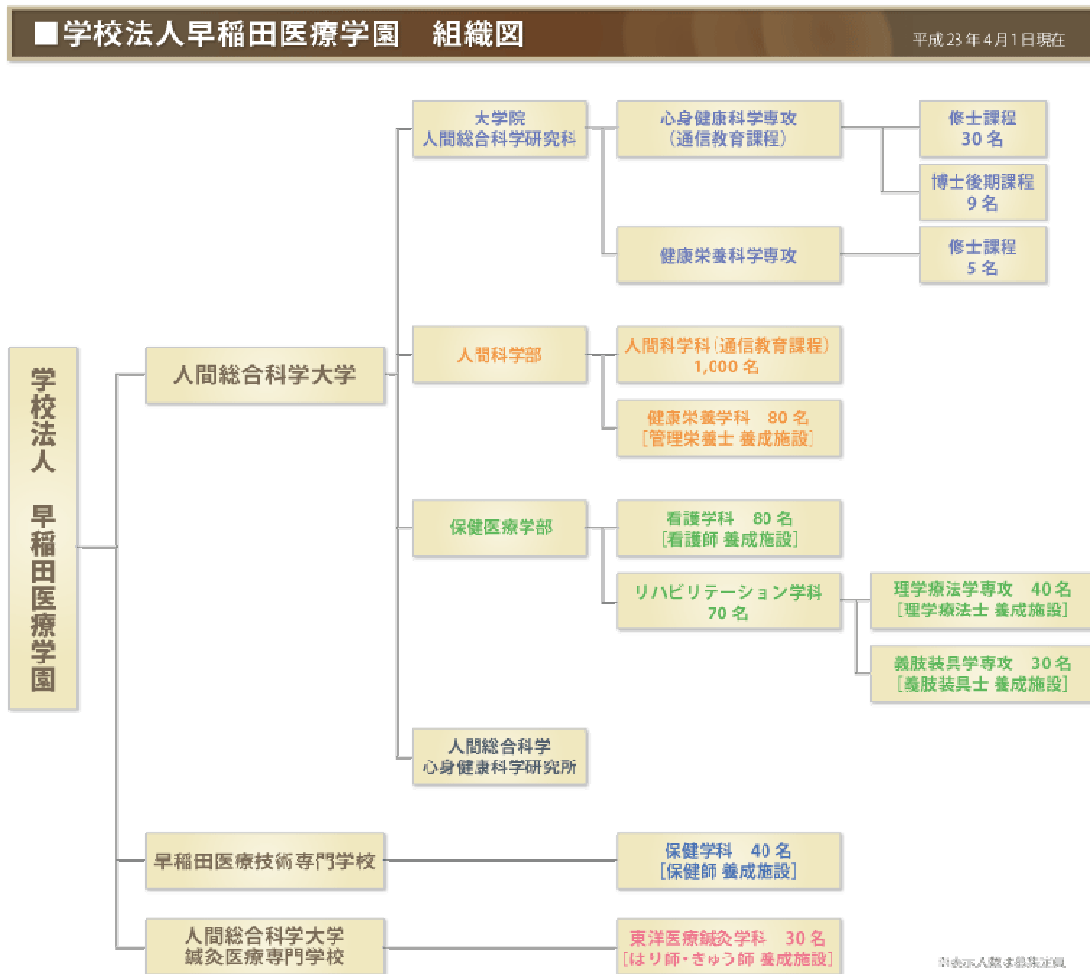 ■学校法人早稲田医療学園 組織図
平成23年4月1日現在
大学院
人間総合科学研究科
心身健康科学専攻
(通信教育課程)
修士課程
30名
博士後期課程
9名
健康栄養科学専攻
修士課程
5名
学校法人 早稲田医療学園
人間総合科学大学
人間科学部
人間科学科(通信教育課程)
1,000名
健康栄養学科 80名
[管理栄養士 養成施設]
保健医療学部
看護学科 80名
[看護師 養成施設]
リハビリテーション学科
70名
理学療法学専攻 40名
[理学療法士 養成施設]
義肢装具学専攻 30名
[義肢装具士 養成施設]
人間総合科学
心身健康科学研究所
早稲田医療技術専門学校
保健学科 40名
[保健師 養成施設]
人間総合科学大学
鍼灸医療専門学校
東洋医療鍼灸学科 30名
[はり師・きゅう師 養成施設]
※表示人数は募集定員